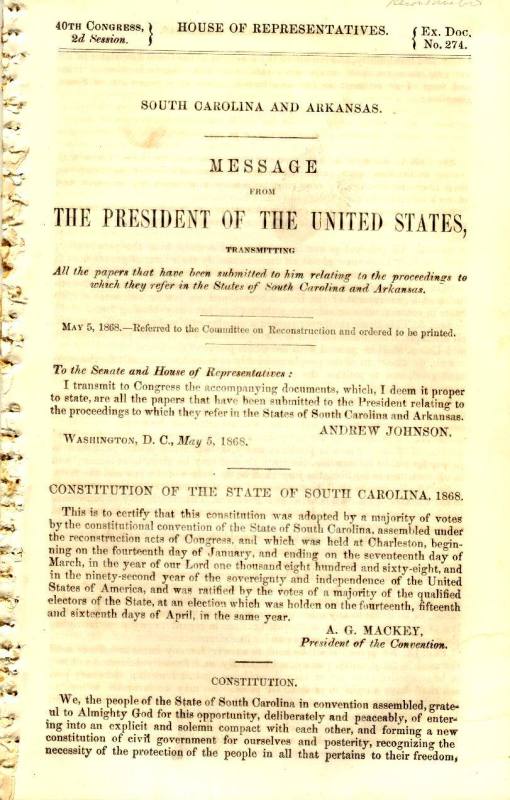 40TH CONGRESS, } HOUSE OF REPRESENTATIVES. { Ex. Doc.
2d Session. } { No. 274.
SOUTH CAROLINA AND ARKANSAS.
MESSAGE
FROM
THE PRESIDENT OF THE UNITED STATES,
TRANSMITTING
All the papers that have been submitted to him relating to the proceedings to
which they refer in the States of South Carolina and Arkansas.
MAY 5, 1868.—Referred to the Committee on Reconstruction and ordered to be printed.
To the Senate and House of Representatives :
I transmit to Congress the accompanying documents, which, I deem it proper
to state, are all the papers that have been submitted to the President relating to
the proceedings to which they refer in the States of South Carolina and Arkansas.
ANDREW JOHNSON.
WASHINGTON, D. C., May 5, 1868.
CONSTITUTION OF THE STATE OF SOUTH CAROLINA, 1868.
This is to certify that this constitution was adopted by a majority of votes
by the constitutional convention of the State of South Carolina, assembled under
the reconstruction acts of Congress, and which was held at Charleston, begin-
ning on the fourteenth day of January, and ending on the seventeenth day of
March, in the year of our Lord one thousand eight hundred and sixty-eight, and
in the ninety-second year of the sovereignty and independence of the United
States of America, and was ratified by the votes of a majority of the qualified
electors of the State, at an election which was holden on the fourteenth, fifteenth
and sixteenth days of April, in the same year.
A. G. MACKEY,
President of the Convention.
CONSTITUTION.
We, the people of the State of South Carolina in convention assembled, grate-
ul to Almighty God for this opportunity, deliberately and peaceably, of enter-
ing into an explicit and solemn compact with each other, and forming a new
constitution of civil government for ourselves and posterity, recognizing the
necessity of the protection of the people in all that pertains to their freedom,